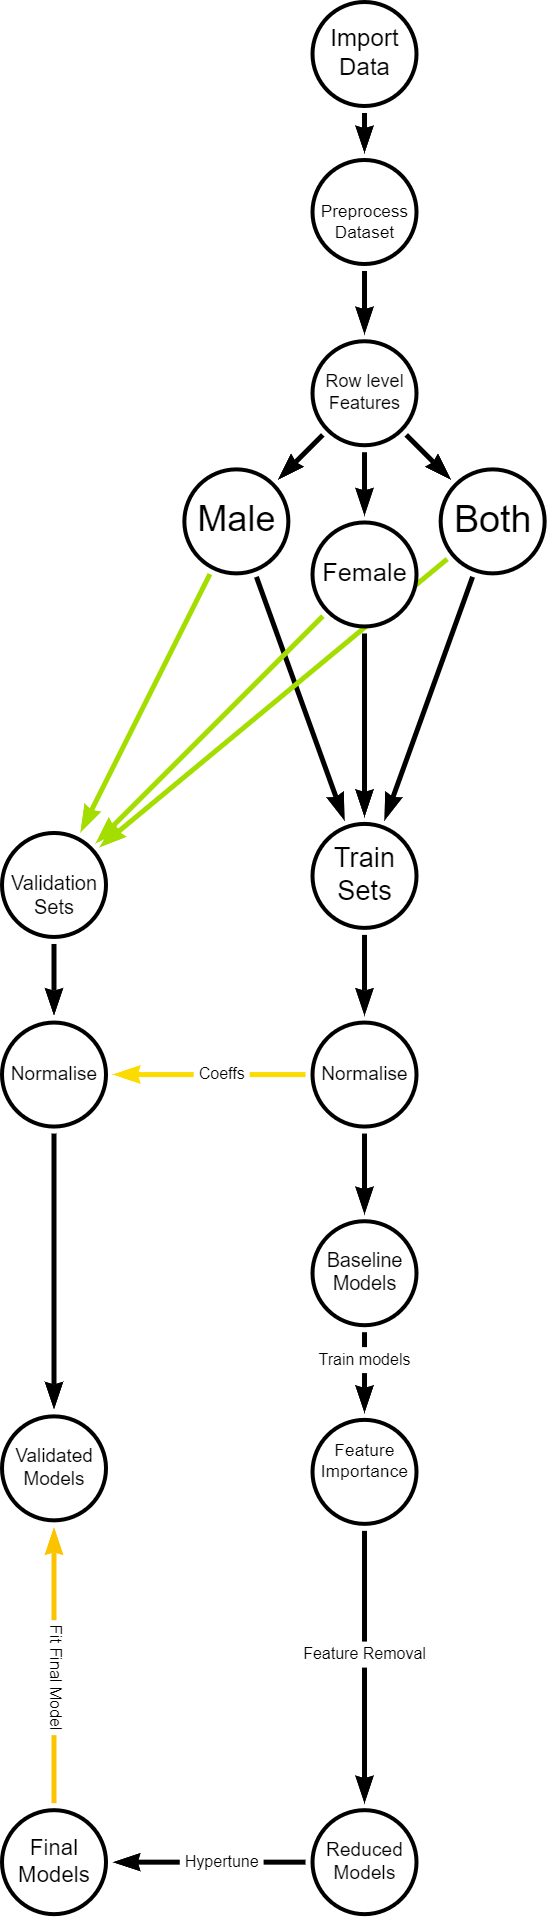 Import
Data
Preprocess
Dataset
Row level
Features
Male
Female
Both
Validation
Sets
Train
Sets
Normalise
Coeffs
Normalise
Baseline
Models
Train models
Feature
Importance
Validated
Models
Feature Removal
Fit Final Model
Final
Models
Hypertune
Reduced
Models